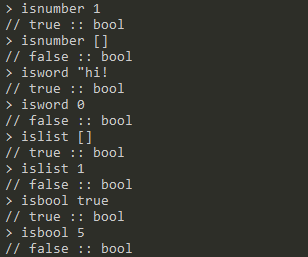 > isnumber 1
// true :: bool
> isnumber []
// false :: bool
> isword "hi!
// true :: bool
> isword 0
// false :: bool
> islist []
// true :: bool
> islist 1
// false :: bool
> isbool true
// true :: bool
> isbool 5
// false :: bool